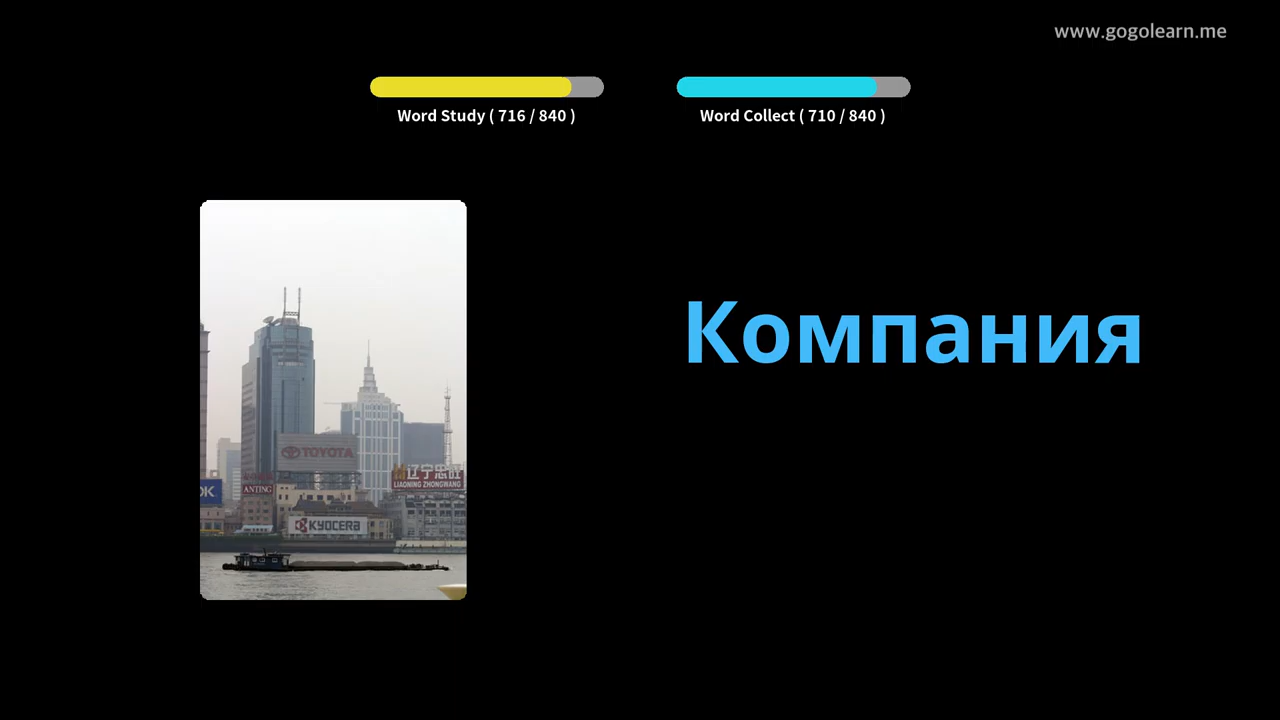 www.gogolearn.me
Word Study ( 716 / 840 )
Word Collect ( 710 / 840 )
Компания
TOYOTA
辽宁忠旺
LIAONING ZHONGWANG
ANTING
KYOCERA